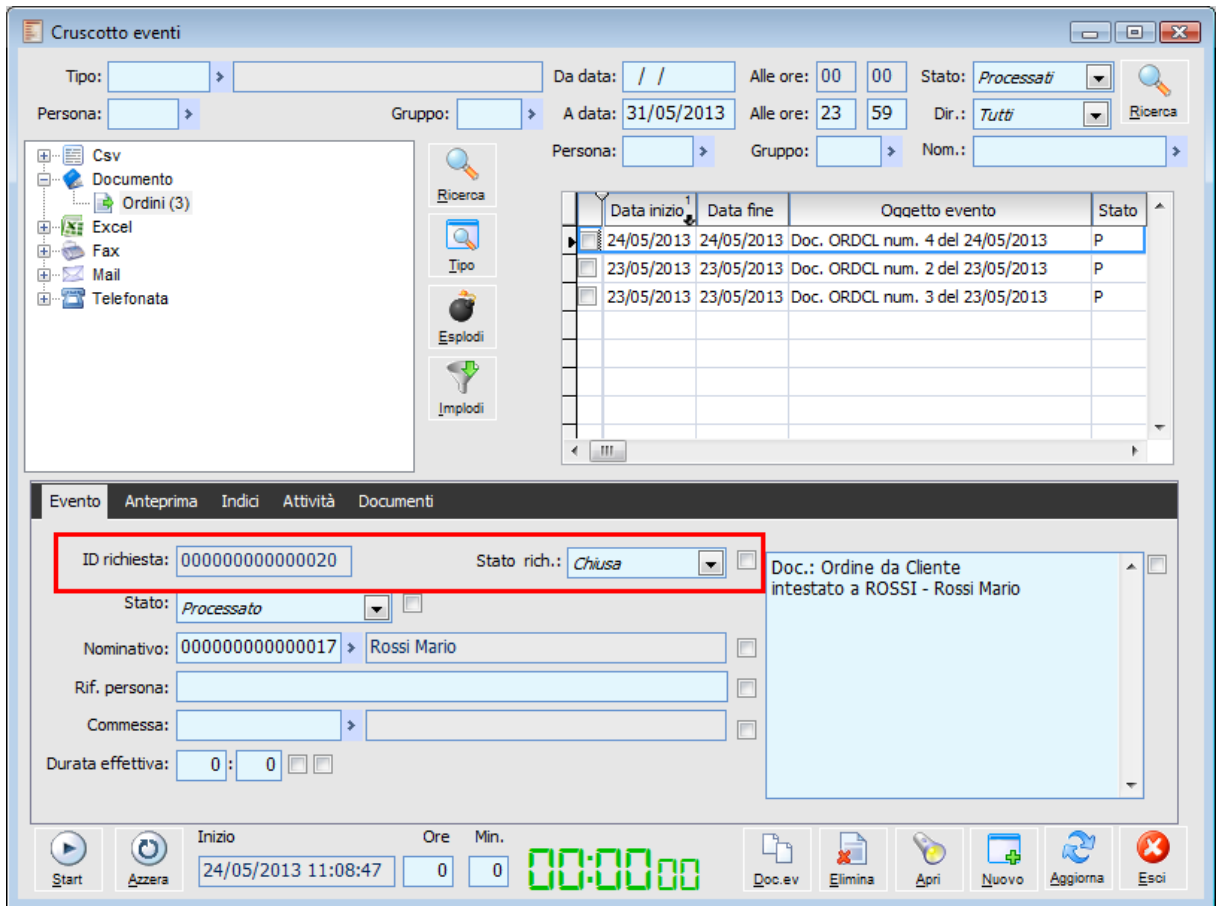 Cruscotto eventi
Tipo: Da data: / / Alle ore: 00 00 Stato: Processati
Persona: Gruppo: A data: 31/05/2013 Alle ore: 23 59 Dir.: Tutti Ricerca
Persona: Gruppo: Nom.:
Csv
Documento
Ordini (3)
Excel
Fax
Mail
Telefonata
Ricerca
Tipo
Esplodi
Implodi
Data inizio 1 Data fine Oggetto evento Stato
24/05/2013 24/05/2013 Doc. ORDCL num. 4 del 24/05/2013 P
23/05/2013 23/05/2013 Doc. ORDCL num. 2 del 23/05/2013 P
23/05/2013 23/05/2013 Doc. ORDCL num. 3 del 23/05/2013 P
Evento Anteprima Indici Attività Documenti
ID richiesta: 000000000000020 Stato rich.: Chiusa
Stato: Processato
Nominativo: 000000000000017 Rossi Mario
Rif. persona:
Commessa:
Durata effettiva: 0 : 0
Doc.: Ordine da Cliente
intestato a ROSSI - Rossi Mario
Start Azzera
Inizio Ore Min.
24/05/2013 11:08:47 0 0 00:00 00
Doc.ev Elimina Apri Nuovo Aggiorna Esci